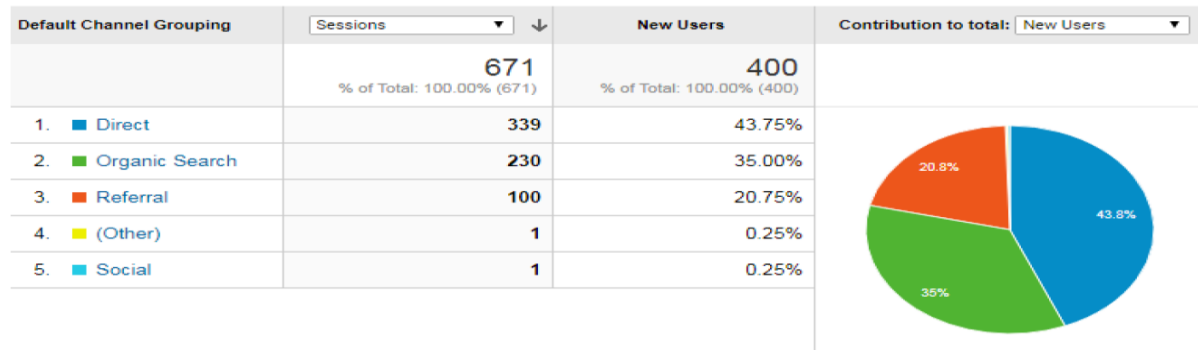 Default Channel Grouping Sessions New Users Contribution to total: New Users
671 400
% of Total: 100.00% (671) % of Total: 100.00% (400)
1. Direct 339 43.75%
2. Organic Search 230 35.00%
3. Referral 100 20.75%
4. (Other) 1 0.25%
5. Social 1 0.25%
20.8%
43.8%
35%